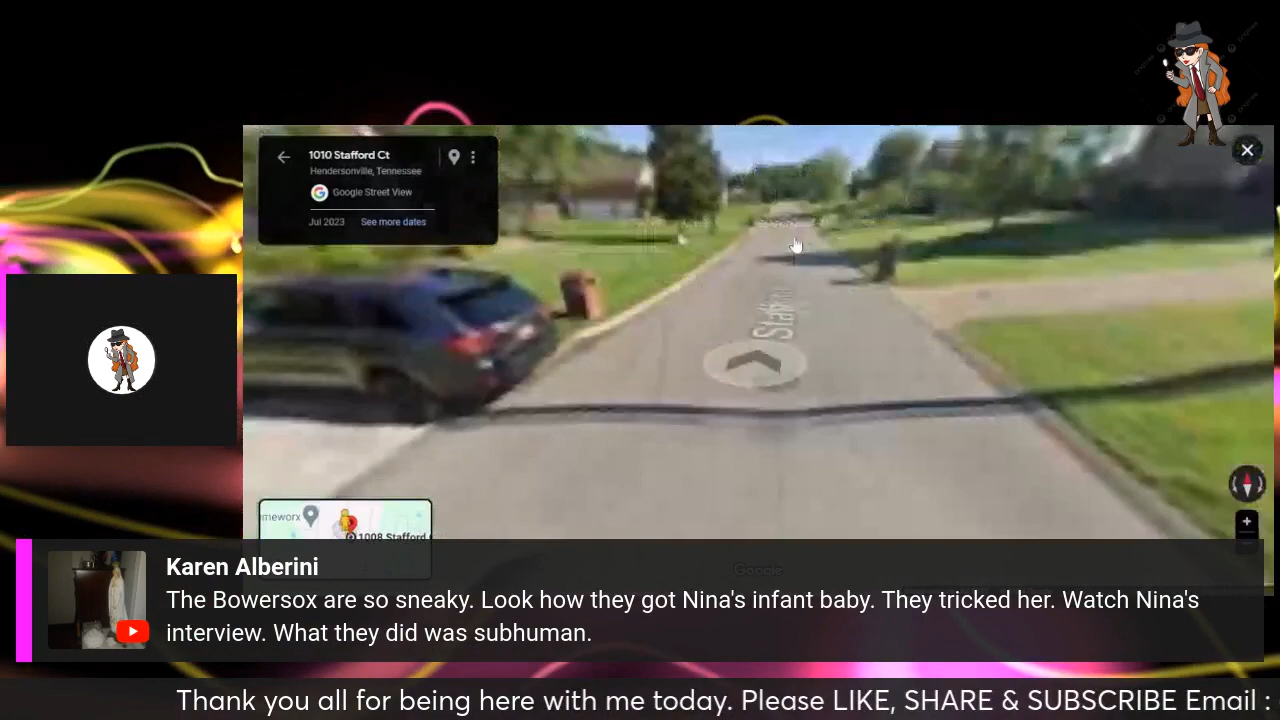 1010 Stafford Ct
Hendersonville, Tennessee
Google Street View
Jul 2023 See more dates
1008 Stafford
Google
Karen Alberini
The Bowersox are so sneaky. Look how they got Nina's infant baby. They tricked her. Watch Nina's
interview. What they did was subhuman.
Thank you all for being here with me today. Please LIKE, SHARE & SUBSCRIBE Email :